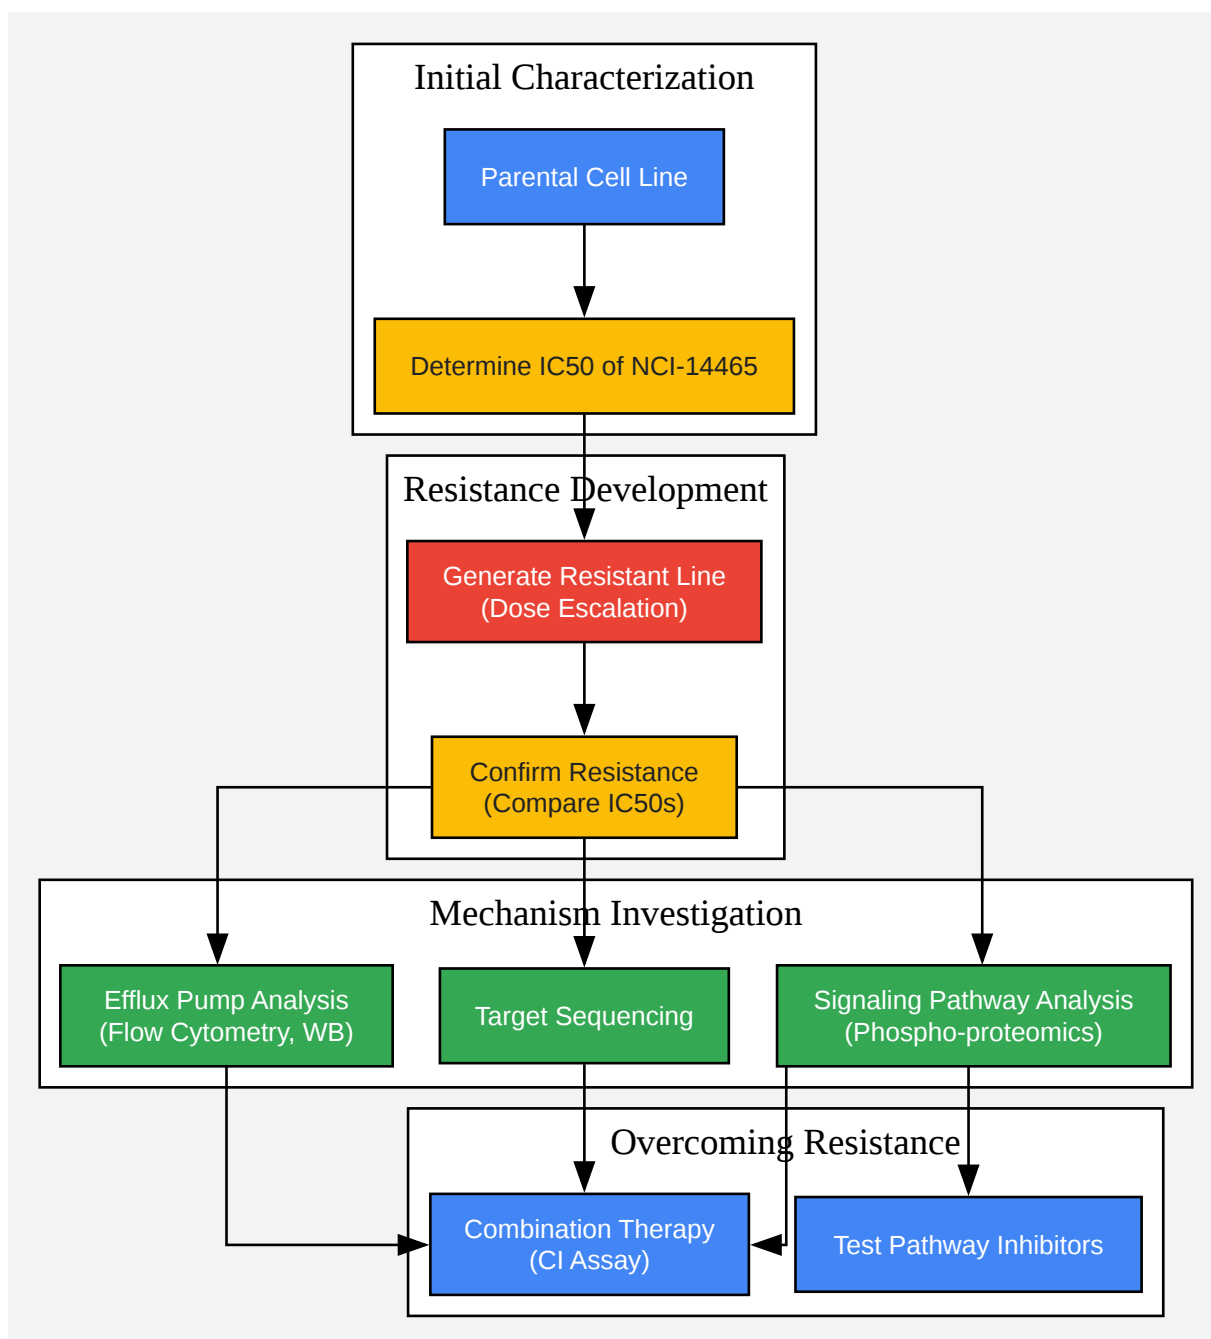 Initial Characterization
Parental Cell Line
Determine IC50 of NCI-14465
Resistance Development
Generate Resistant Line
(Dose Escalation)
Confirm Resistance
(Compare IC50s)
Mechanism Investigation
Efflux Pump Analysis
(Flow Cytometry, WB)
Target Sequencing
Signaling Pathway Analysis
(Phospho-proteomics)
Overcoming Resistance
Combination Therapy
(CI Assay)
Test Pathway Inhibitors